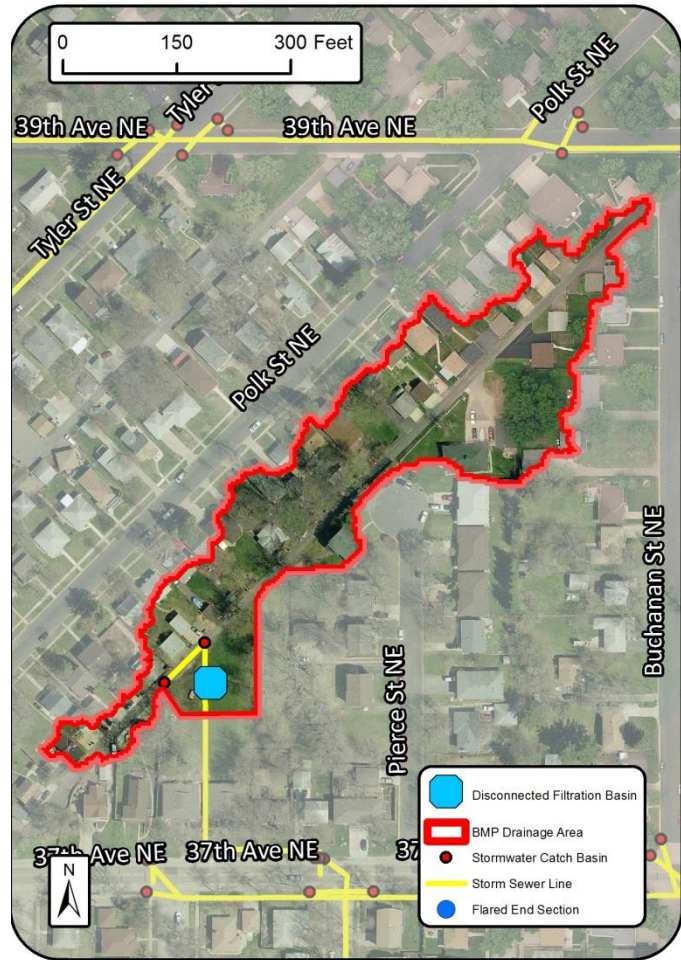 0 150 300 Feet
Tyler
Polk St NE
39th Ave NE
39th Ave NE
Tyler St NE
Polk St NE
Buchanan St NE
Pierce St NE
37th Ave NE
37th Ave NE
37
N
Disconnected Filtration Basin
BMP Drainage Area
Stormwater Catch Basin
Storm Sewer Line
Flared End Section